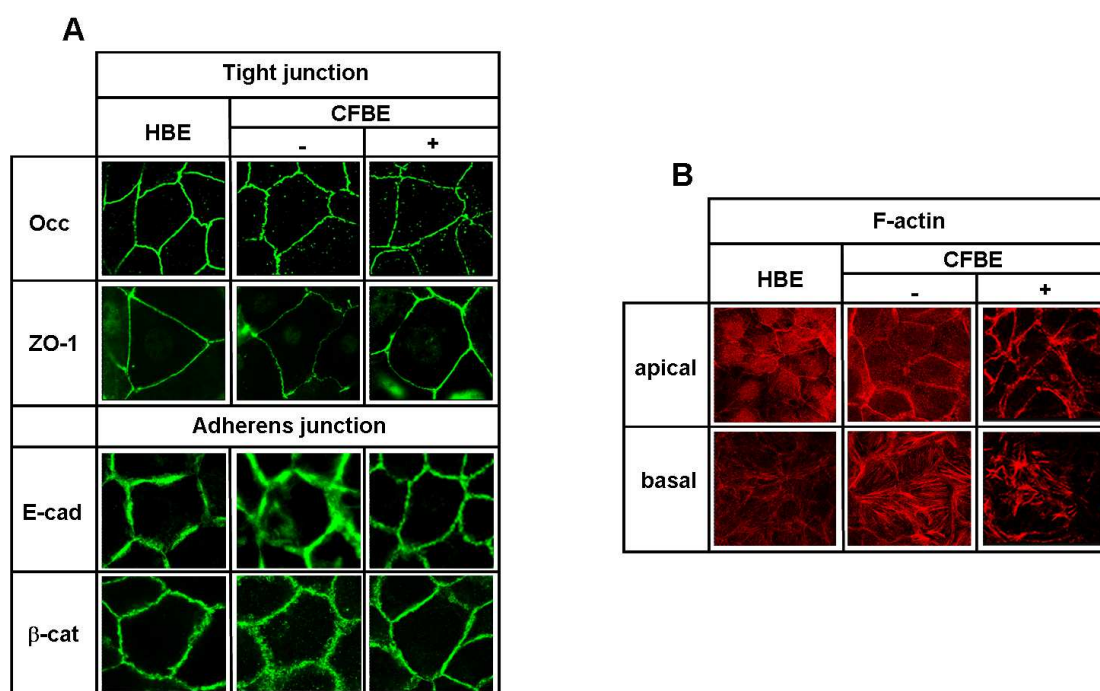 A
Tight junction
HBE
CFBE
- +
Occ
ZO-1
Adherens junction
E-cad
β-cat
B
F-actin
HBE
CFBE
- +
apical
basal